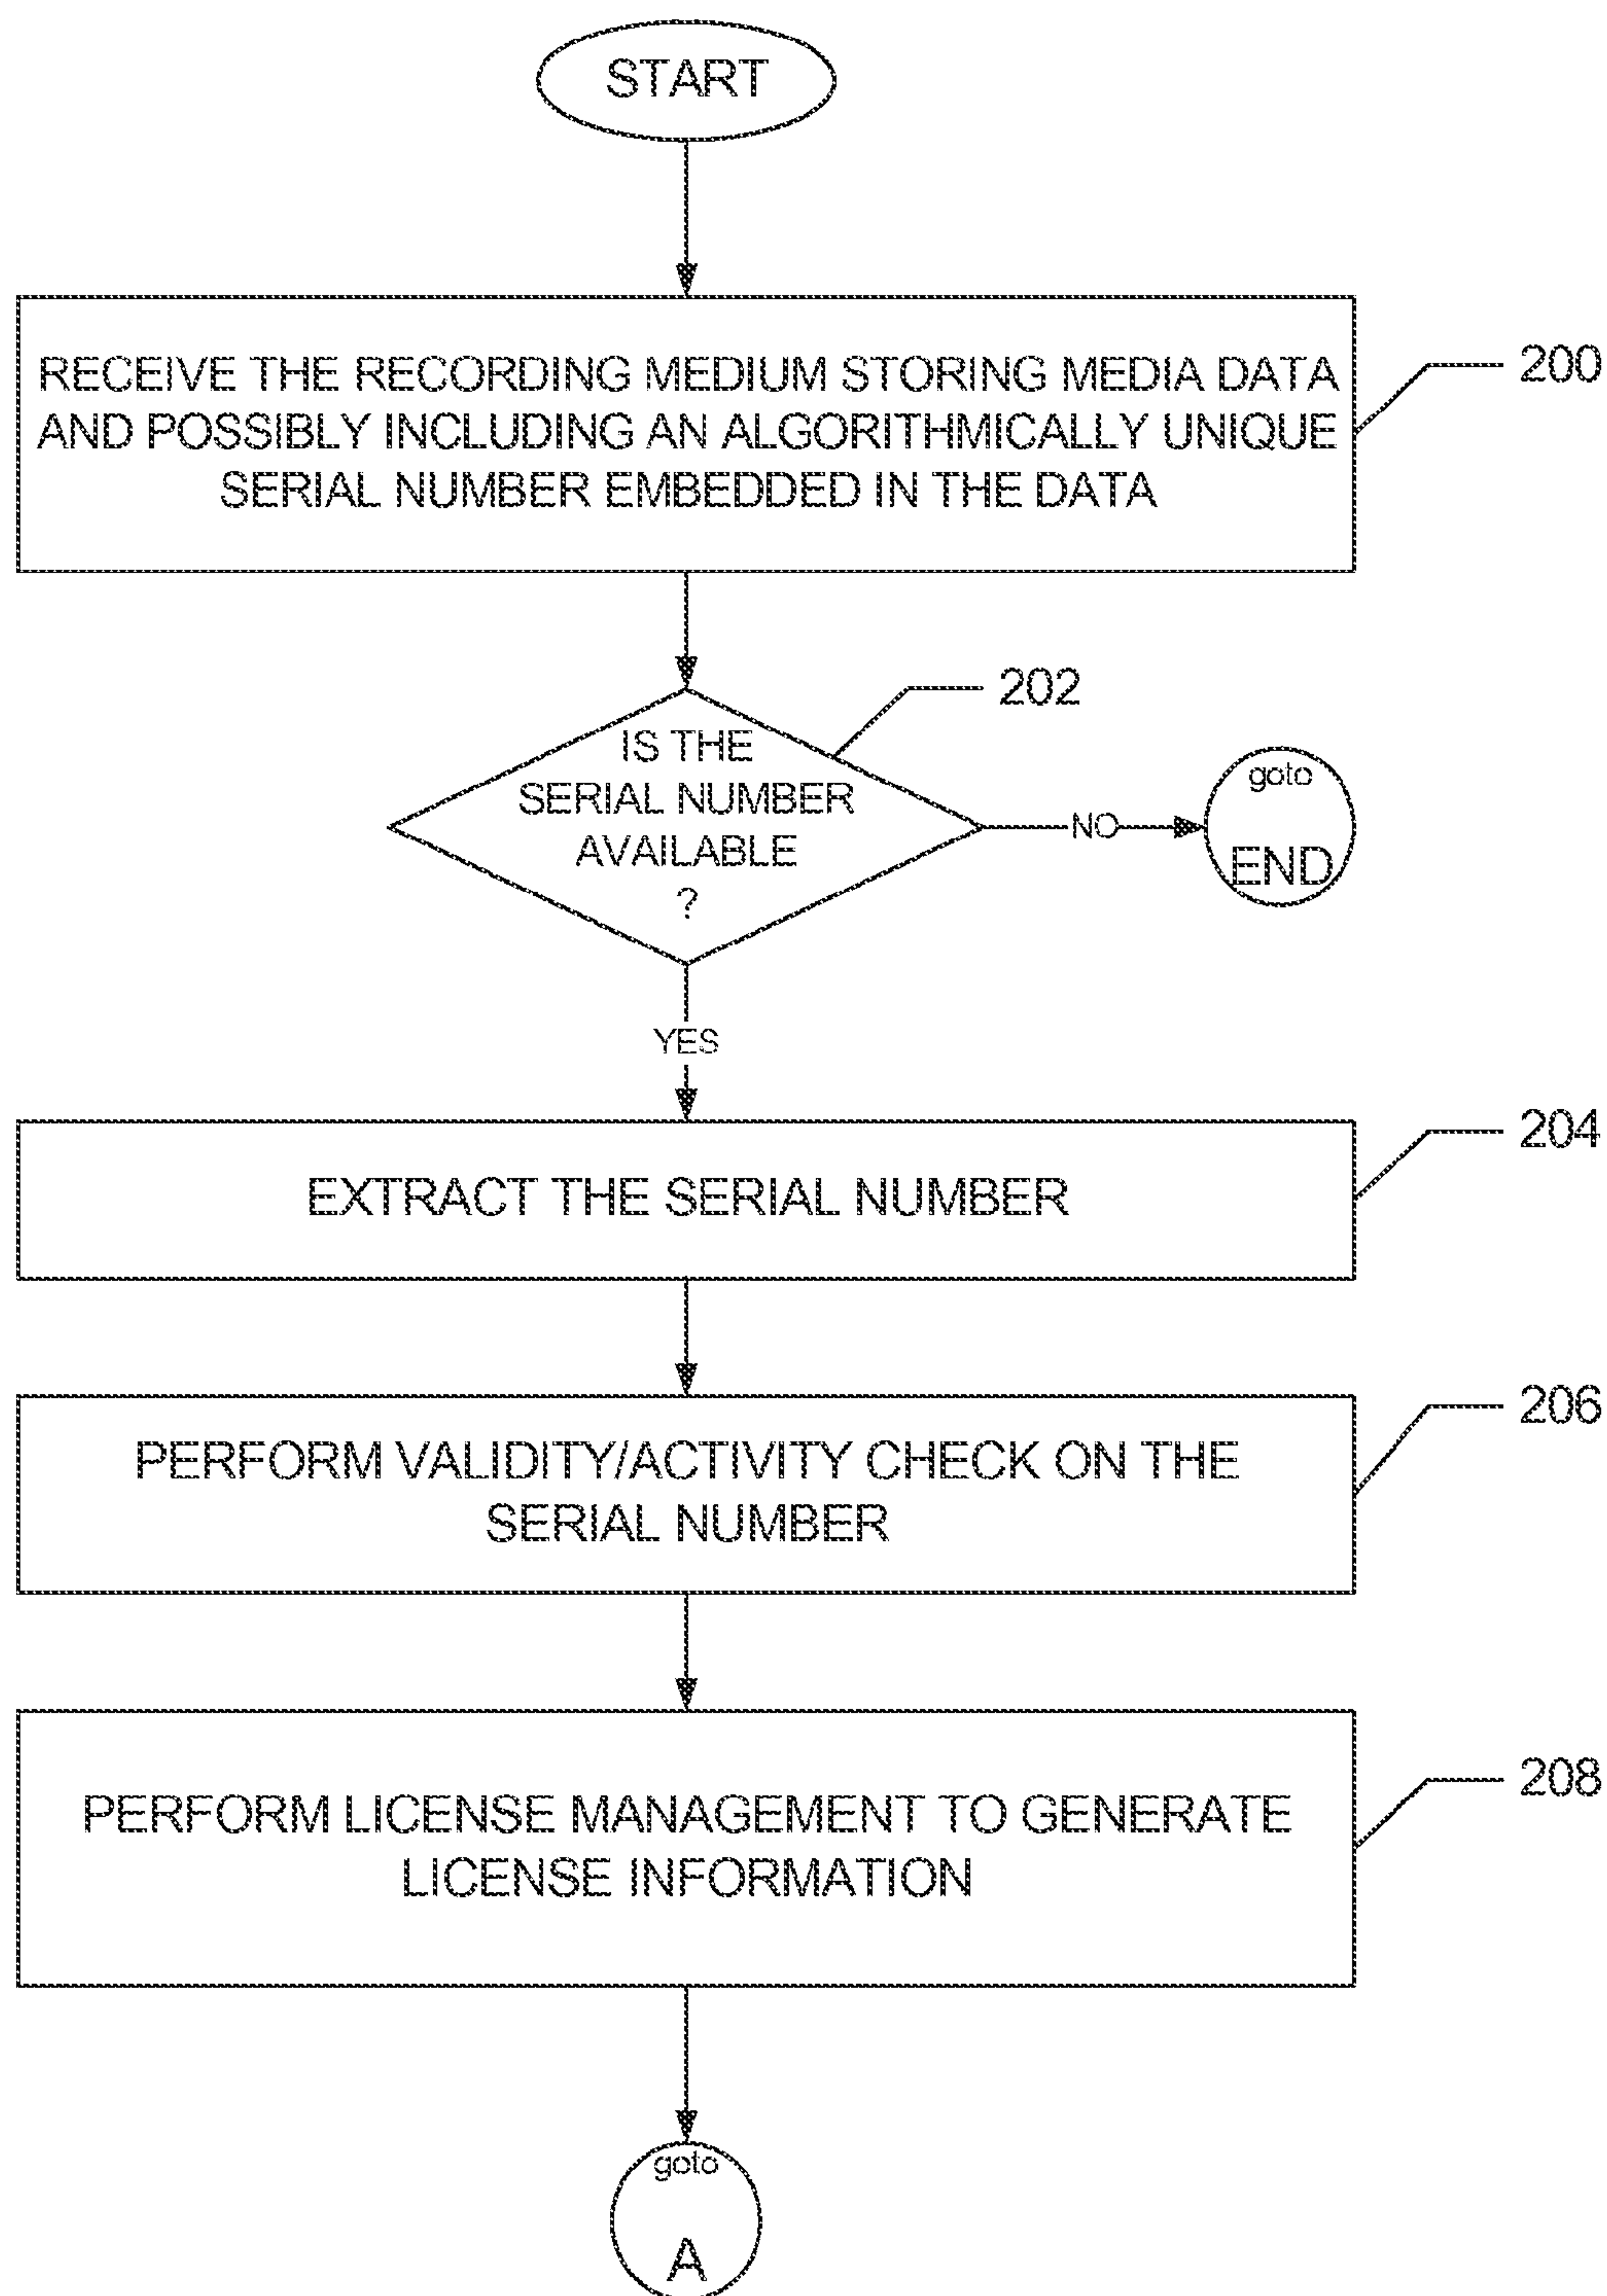 START
RECEIVE THE RECORDING MEDIUM STORING MEDIA DATA
AND POSSIBLY INCLUDING AN ALGORITHMICALLY UNIQUE
SERIAL NUMBER EMBEDDED IN THE DATA
200
202
IS THE
SERIAL NUMBER
AVAILABLE
?
NO
goto
END
YES
EXTRACT THE SERIAL NUMBER
204
PERFORM VALIDITY/ACTIVITY CHECK ON THE
SERIAL NUMBER
206
PERFORM LICENSE MANAGEMENT TO GENERATE
LICENSE INFORMATION
208
goto
A